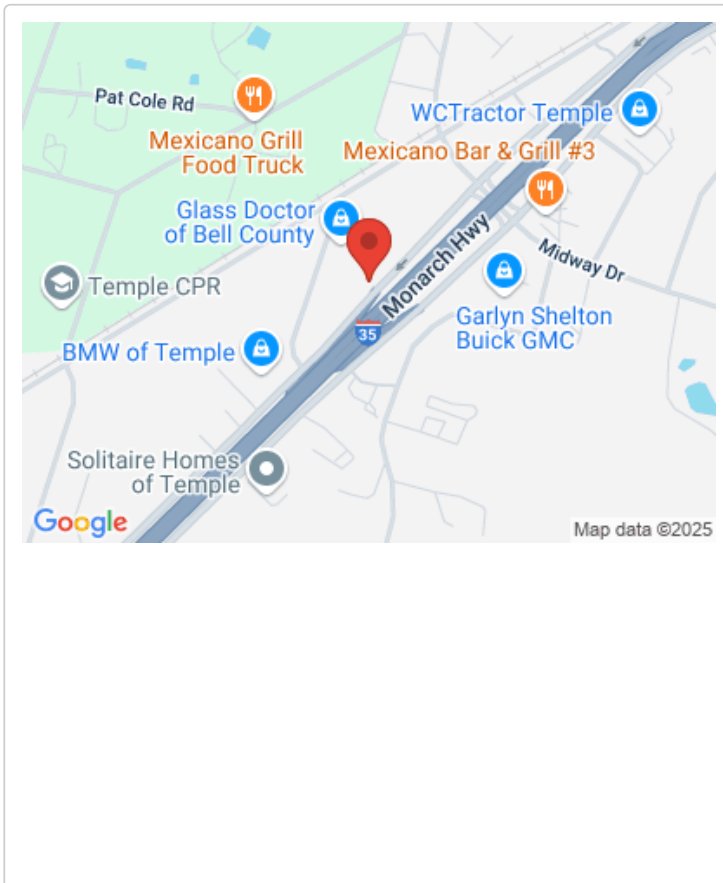 Pat Cole Rd
Mexicano Grill
Food Truck
WCTractor Temple
Mexicano Bar & Grill #3
Glass Doctor
of Bell County
Monarch Hwy
Midway Dr
Temple CPR
Garlyn Shelton
Buick GMC
35
BMW of Temple
Solitaire Homes
of Temple
Google
Map data ©2025